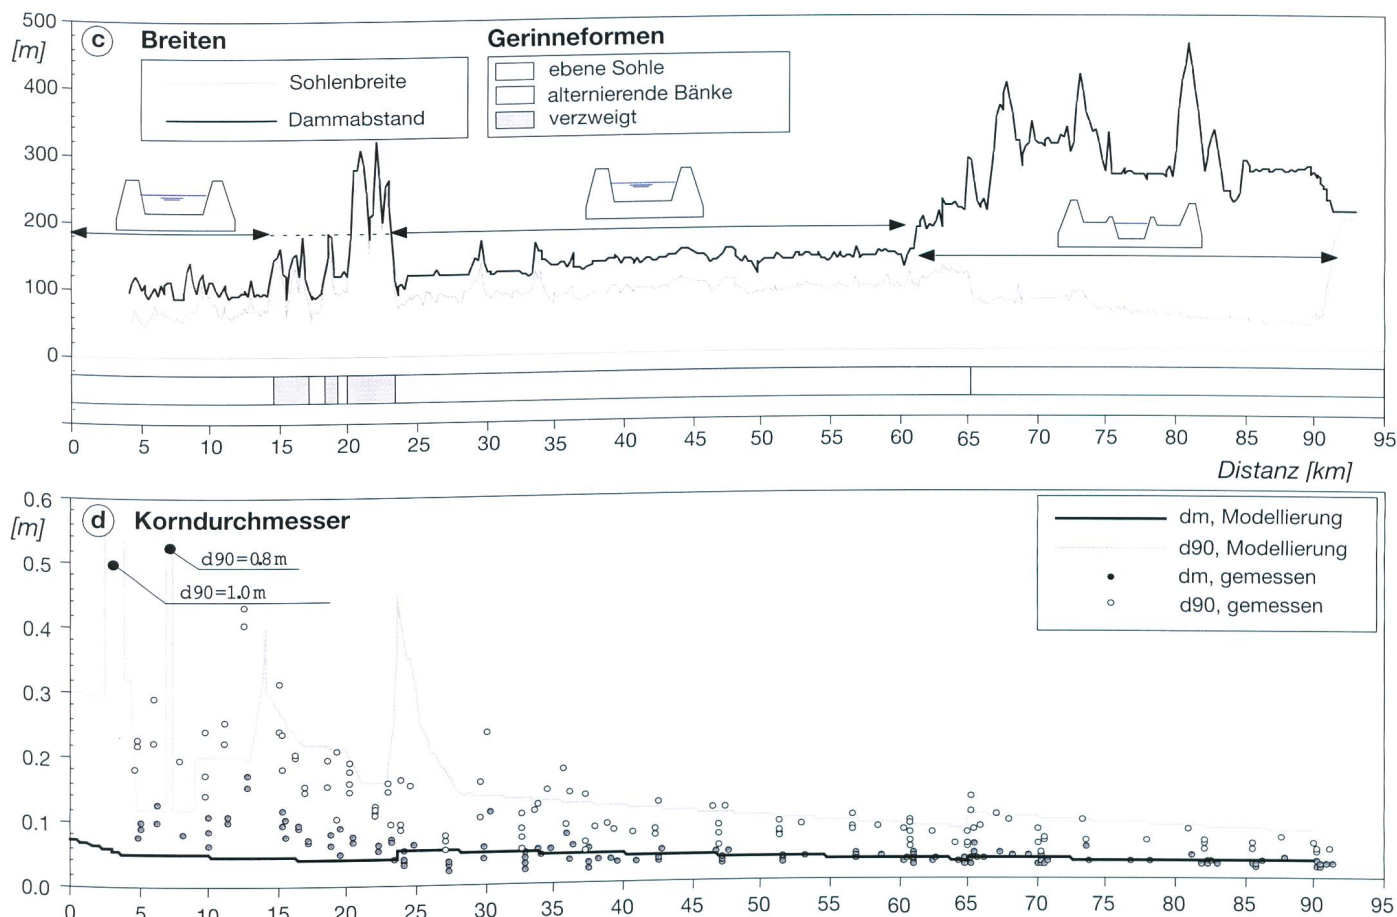 500
[m]
c Breiten
Gerinneformen
Sohlenbreite
Dammabstand
ebene Sohle
alternierende Bänke
verzweigt
400
300
200
100
0
0 5 10 15 20 25 30 35 40 45 50 55 60 65 70 75 80 85 90 95
Distanz [km]
0.6
[m]
d Korndurchmesser
d90=0.8m
d90=1.0m
dm, Modellierung
d90, Modellierung
dm, gemessen
d90, gemessen
0.5
0.4
0.3
0.2
0.1
0.0
0 5 10 15 20 25 30 35 40 45 50 55 60 65 70 75 80 85 90 95